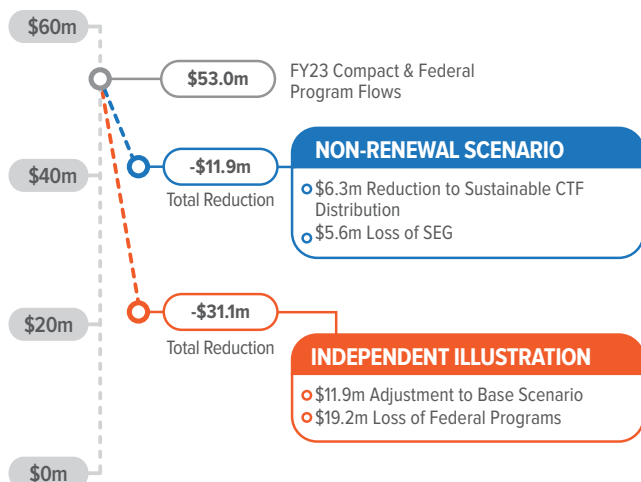 $60m
$53.0m
FY23 Compact & Federal
Program Flows
-$11.9m
Total Reduction
NON-RENEWAL SCENARIO
$6.3m Reduction to Sustainable CTF
Distribution
$5.6m Loss of SEG
$40m
$20m
-$31.1m
Total Reduction
INDEPENDENT ILLUSTRATION
$11.9m Adjustment to Base Scenario
$19.2m Loss of Federal Programs
$0m